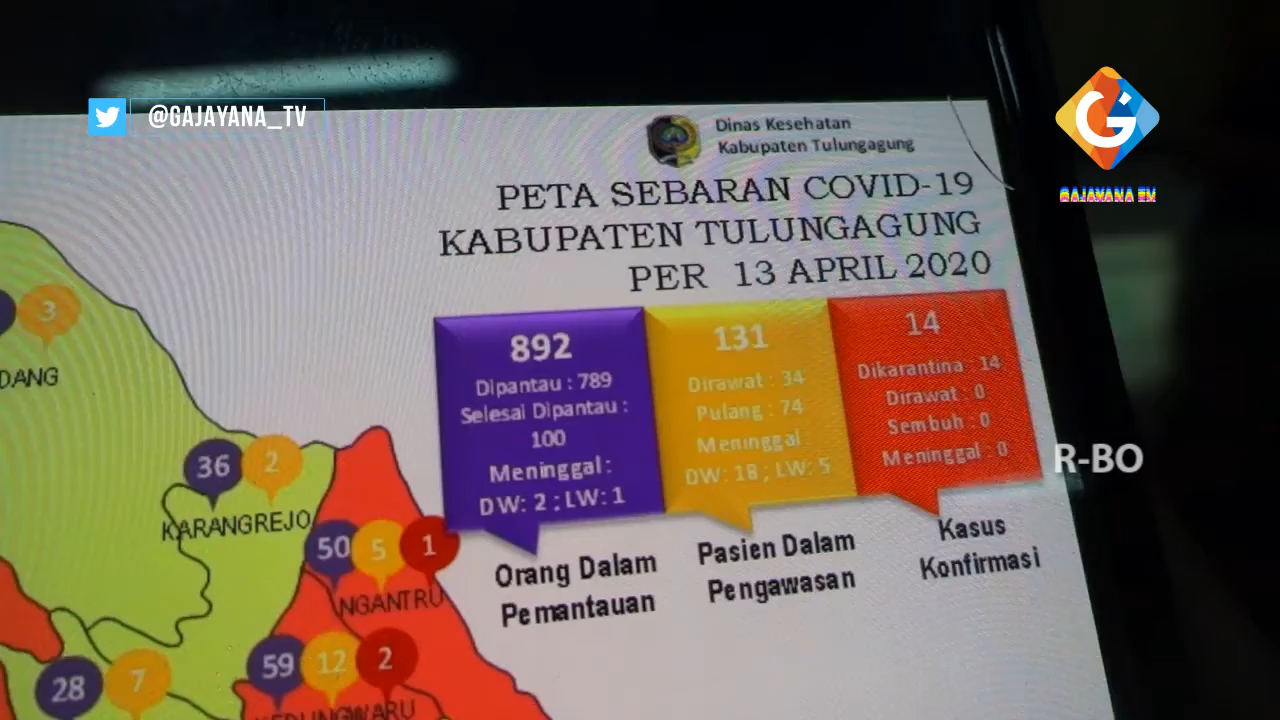 @GAJAYANA_TV
GAJAYANA TV
Dinas Kesehatan
Kabupaten Tulungagung
PETA SEBARAN COVID-19
KABUPATEN TULUNGAGUNG
PER 13 APRIL 2020
892
Dipantau : 789
Selesai Dipantau :
100
Meninggal :
DW: 2 ; LW: 1
Orang Dalam
Pemantauan
131
Dirawat : 34
Pulang : 74
Meninggal
DW: 18 ; LW: 5
Pasien Dalam
Pengawasan
14
Dikarantina : 14
Dirawat : 0
Sembuh : 0
Meninggal : 0
Kasus
Konfirmasi
R-BO
3
DANG
36 2
KARANGREJO
50 5 1
NGANTRU
59 12 2
KEDUNGWARU
28 7